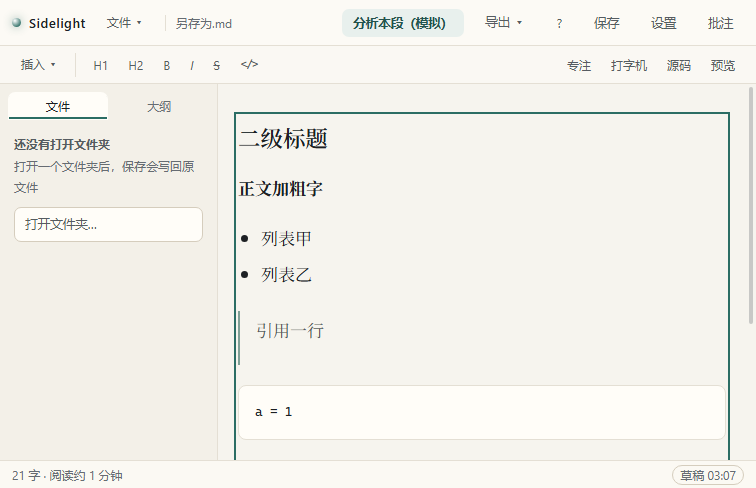 Sidelight 文件 ▾ 另存为.md 分析本段（模拟） 导出 ▾ ? 保存 设置 批注
插入 ▾ H1 H2 B I S </> 专注 打字机 源码 预览
文件 大纲
还没有打开文件夹
打开一个文件夹后，保存会写回原
文件
打开文件夹...
二级标题
正文加粗字
• 列表甲
• 列表乙
引用一行
a = 1
21 字 · 阅读约 1 分钟 草稿 03:07